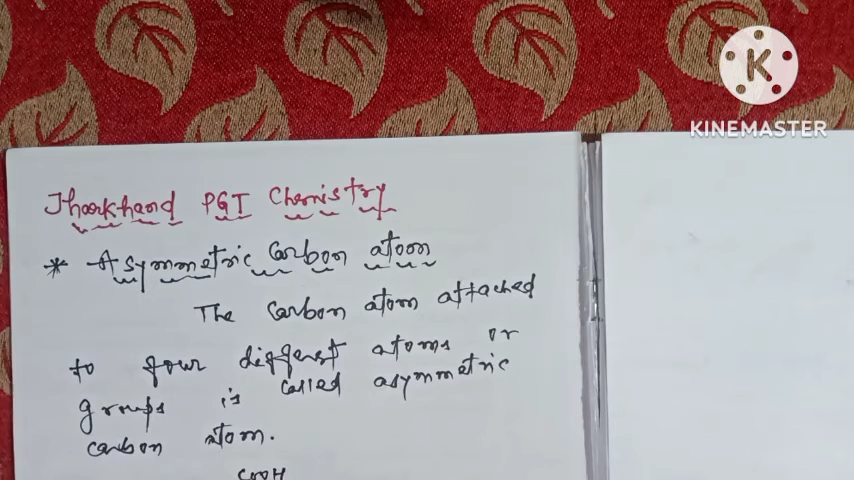 K
KINEMASTER
Jharkhand PGT Chemistry
* Asymmetric carbon atom
The carbon atom attached
to four different atoms or
groups is called asymmetric
carbon atom.
COOH